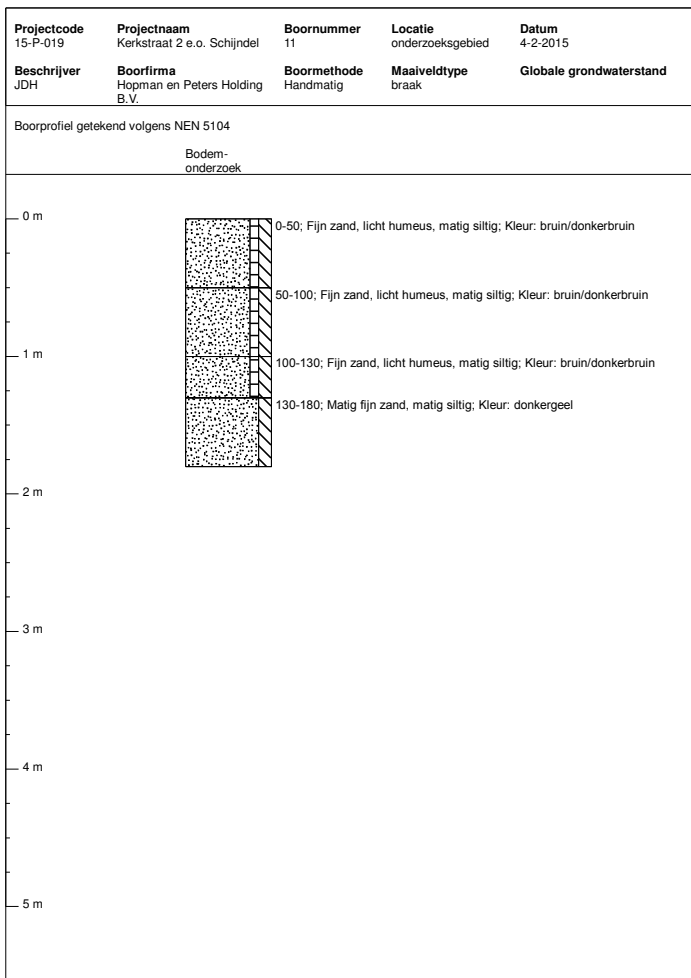 Projectcode Projectnaam Boornummer Locatie Datum
15-P-019 Kerkstraat 2 e.o. Schijndel 11 onderzoeksgebied 4-2-2015
Beschrijver Boorfirma Boormethode Maaiveldtype Globale grondwaterstand
JDH Hopman en Peters Holding Handmatig braak
B.V.
Boorprofiel getekend volgens NEN 5104
Bodem-
onderzoek
0 m
0-50; Fijn zand, licht humeus, matig siltig; Kleur: bruin/donkerbruin
50-100; Fijn zand, licht humeus, matig siltig; Kleur: bruin/donkerbruin
1 m
100-130; Fijn zand, licht humeus, matig siltig; Kleur: bruin/donkerbruin
130-180; Matig fijn zand, matig siltig; Kleur: donkergeel
2 m
3 m
4 m
5 m